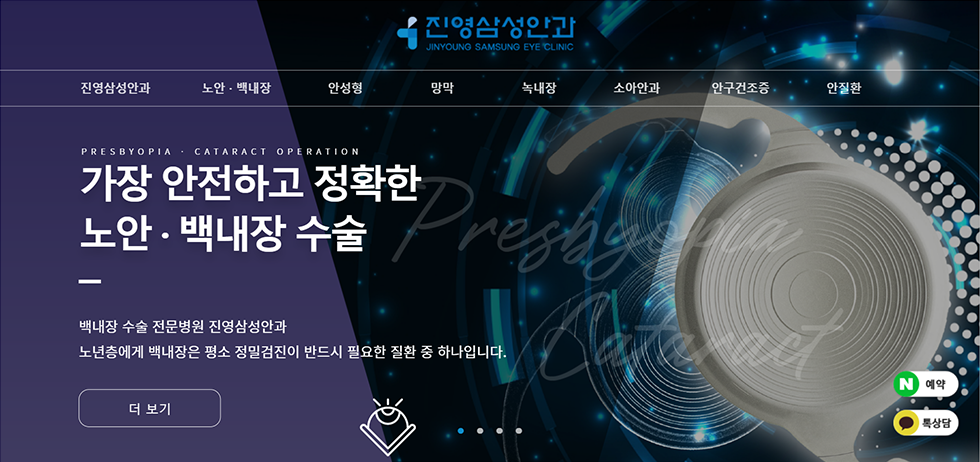 진영삼성안과
JINYOUNG SAMSUNG EYE CLINIC
진영삼성안과 노안 · 백내장 안성형 망막 녹내장 소아안과 안구건조증 안질환
PRESBYOPIA · CATARACT OPERATION
가장 안전하고 정확한
노안 · 백내장 수술
Presbyopia
Cataract
백내장 수술 전문병원 진영삼성안과
노년층에게 백내장은 평소 정밀검진이 반드시 필요한 질환 중 하나입니다.
더 보기
N 예약
톡상담